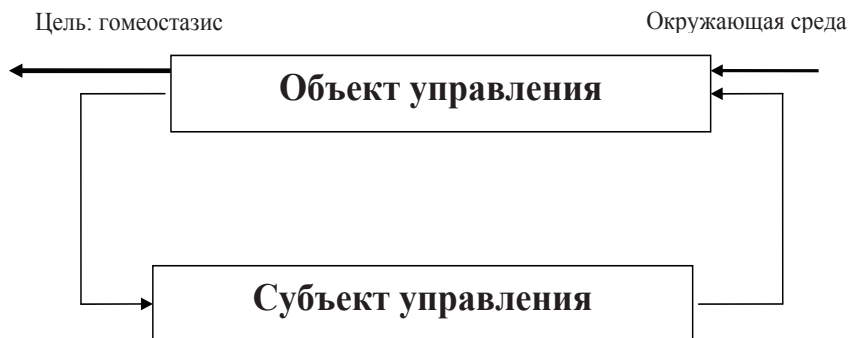 Цель: гомеостазис
Окружающая среда
Объект управления
Субъект управления